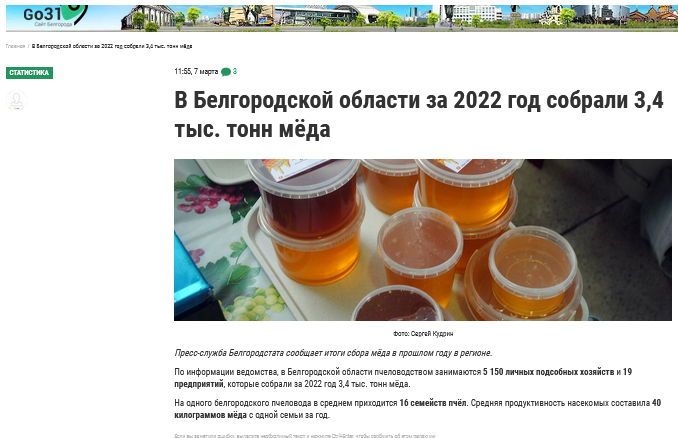 Go31
Сайт Белгорода
Главная / В Белгородской области за 2022 год собрали 3,4 тыс. тонн мёда
СТАТИСТИКА
11:55, 7 марта 3
В Белгородской области за 2022 год собрали 3,4
тыс. тонн мёда
Фото: Сергей Кудрин
Пресс-служба Белгородстата сообщает итоги сбора мёда в прошлом году в регионе.
По информации ведомства, в Белгородской области пчеловодством занимаются 5 150 личных подсобных хозяйств и 19
предприятий, которые собрали за 2022 год 3,4 тыс. тонн мёда.
На одного белгородского пчеловода в среднем приходится 16 семейств пчёл. Средняя продуктивность насекомых составила 40
килограммов мёда с одной семьи за год.
Если вы заметили ошибку, выделите необходимый текст и нажмите Ctrl+Enter, чтобы сообщить об этом редакции